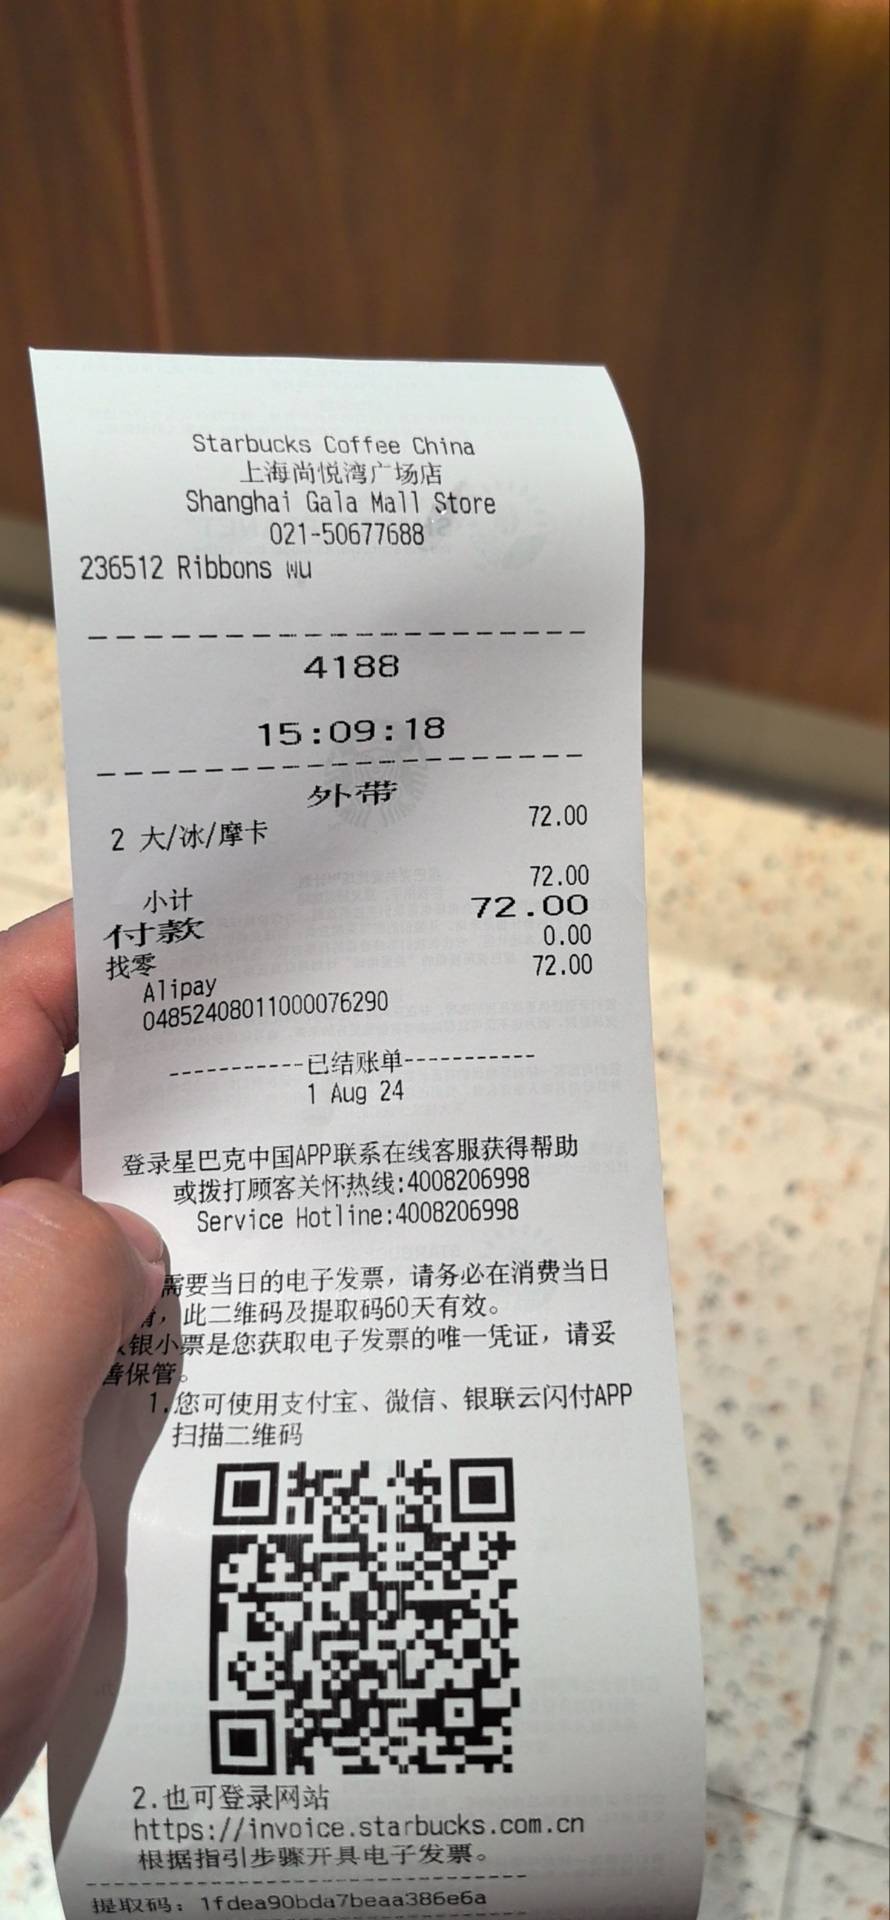 Starbucks Coffee China
上海尚悦湾广场店
Shanghai Gala Mall Store
021-50677688
236512 Ribbons wu
4188
15:09:18
外带
2 大/冰/摩卡 72.00
小计 72.00
付款 72.00
找零 0.00
Alipay 72.00
04852408011000076290
-----------已结账单-----------
1 Aug 24
登录星巴克中国APP联系在线客服获得帮助
或拨打顾客关怀热线:4008206998
Service Hotline:4008206998
需要当日的电子发票，请务必在消费当日
，此二维码及提取码60天有效。
银小票是您获取电子发票的唯一凭证，请妥
善保管。
1.您可使用支付宝、微信、银联云闪付APP
扫描二维码
2.也可登录网站
https://invoice.starbucks.com.cn
根据指引步骤开具电子发票。
提取码：1fdea90bda7beaa386e6a